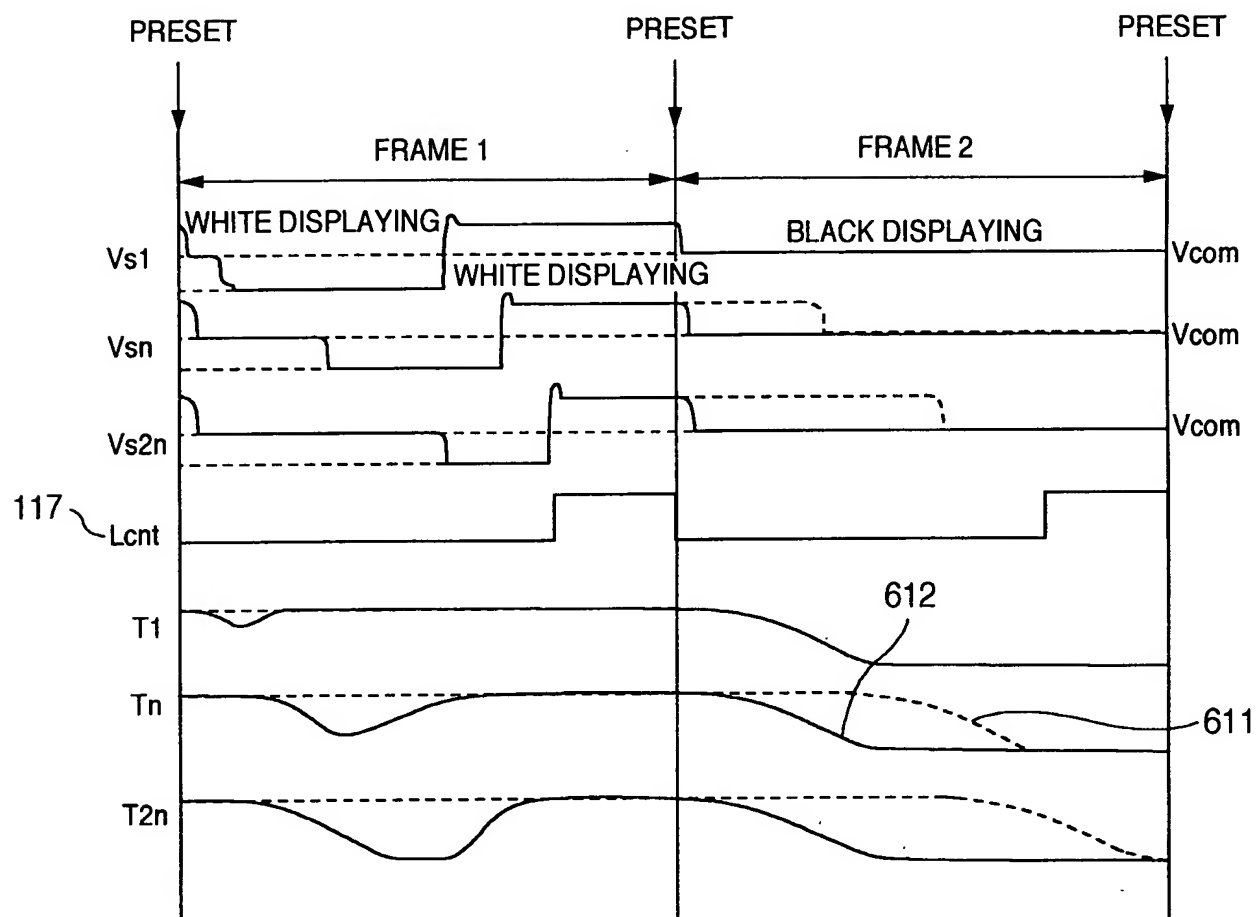 PRESET PRESET PRESET
FRAME 1 FRAME 2
WHITE DISPLAYING BLACK DISPLAYING
Vs1 Vcom
WHITE DISPLAYING
Vsn Vcom
Vs2n Vcom
117 Lcnt
T1 612
Tn 611
T2n